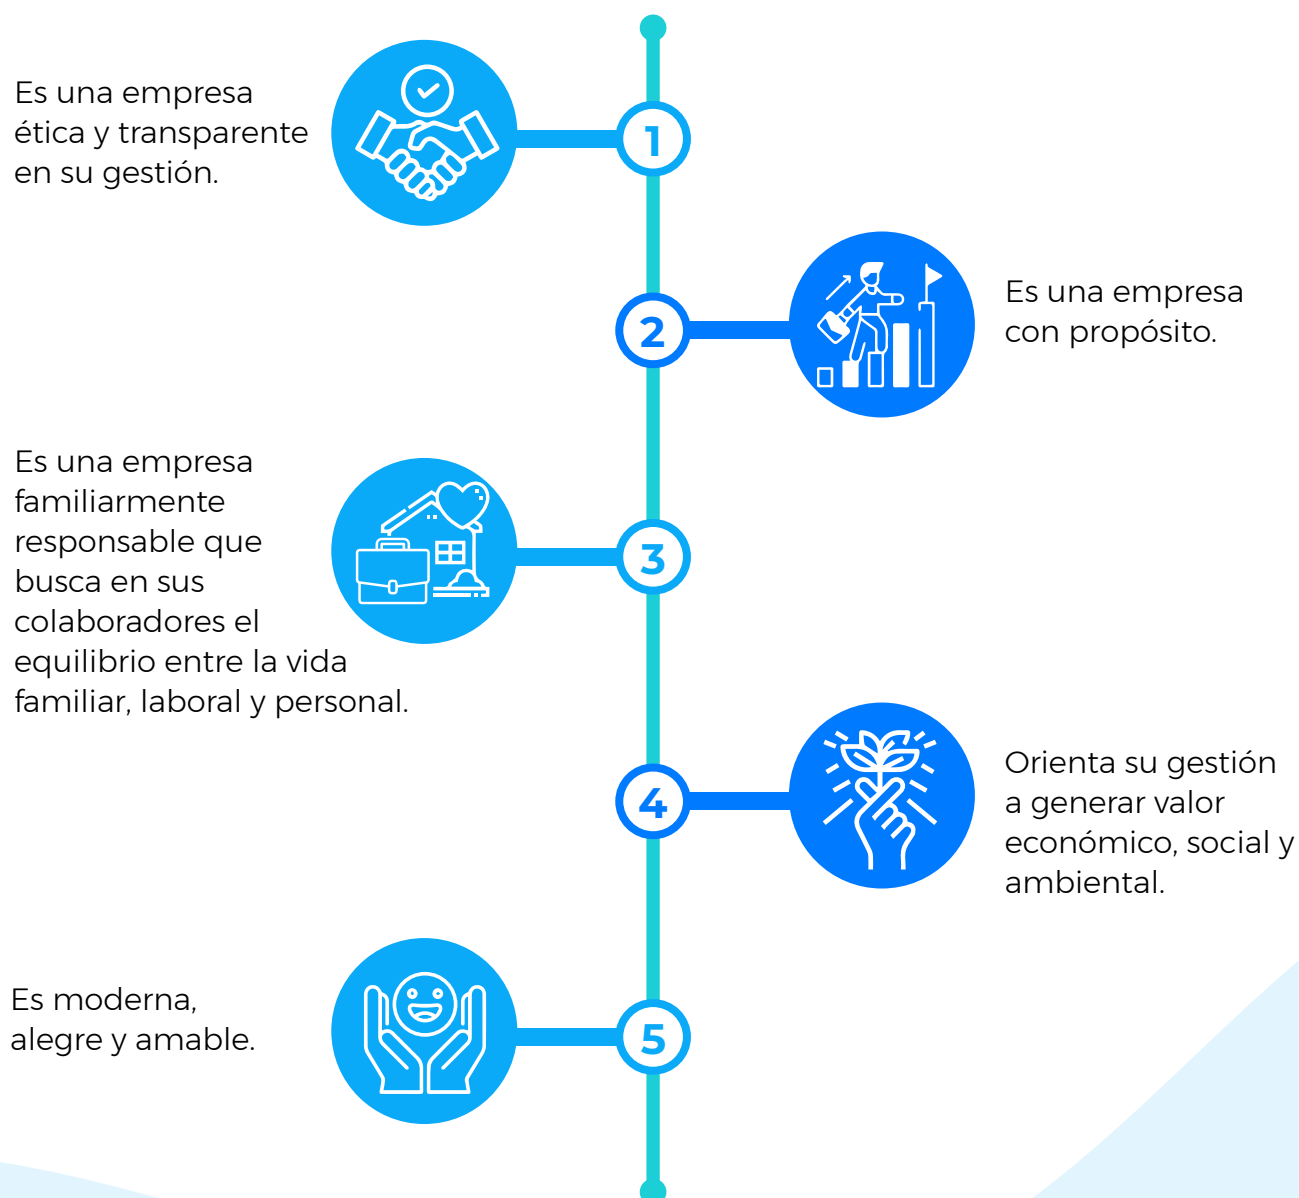 Es una empresa
ética y transparente
en su gestión.
1
2
Es una empresa
con propósito.
Es una empresa
familiarmente
responsable que
busca en sus
colaboradores el
equilibrio entre la vida
familiar, laboral y personal.
3
4
Orienta su gestión
a generar valor
económico, social y
ambiental.
Es moderna,
alegre y amable.
5